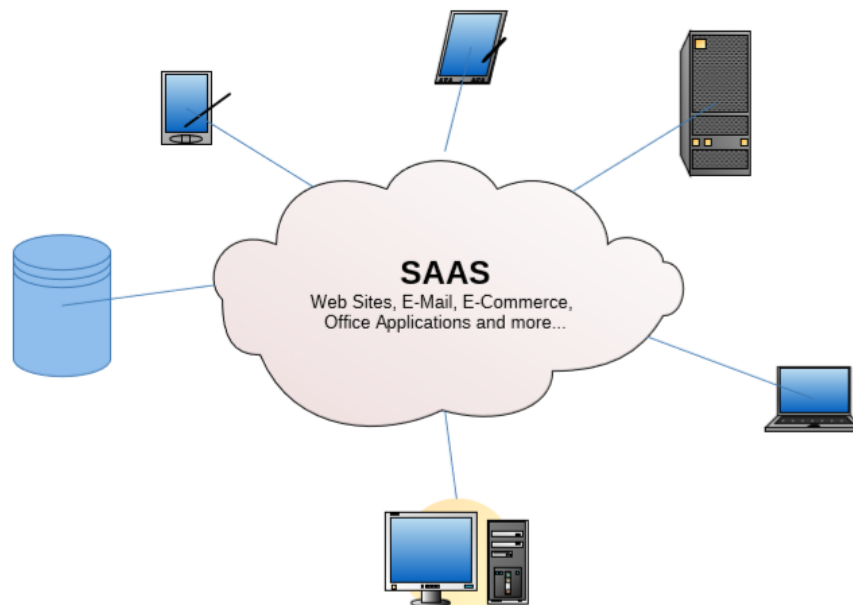 SAAS
Web Sites, E-Mail, E-Commerce,
Office Applications and more...